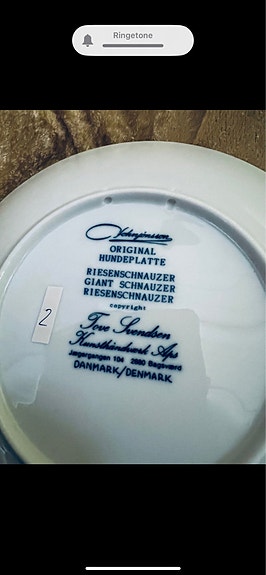 Ringetone
ORIGINAL
HUNDEPLATTE
RIESENSCHNAUZER
GIANT SCHNAUZER
RIESENSCHNAUZER
copyright
2
Tove Svendsen
Kunsthåndværk Aps
Jægergangen 104 2880 Bagsværd
DANMARK/DENMARK